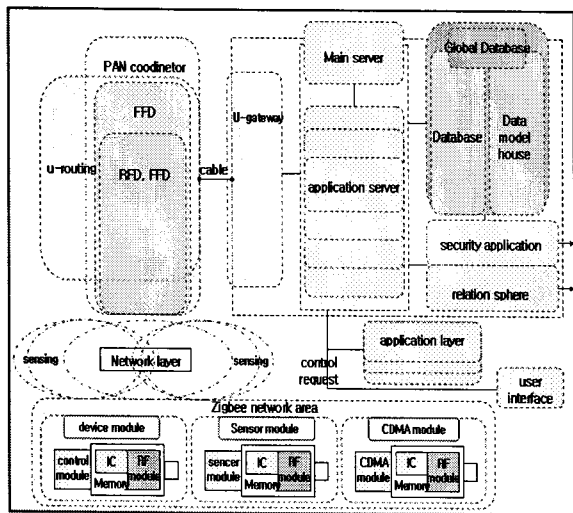 PAN coodinetor
FFD
u-routing
RFD, FFD
cable
U-gateway
Main server
application server
Global Database
Database
Data
model
house
security application
relation sphere
sensing
Network layer
sensing
control
request
application layer
user
interface
Zigbee network area
device module
control
module
IC
RF
module
Memory
Sensor module
sencer
module
IC
RF
module
Memory
CDMA module
CDMA
module
IC
RF
module
Memory